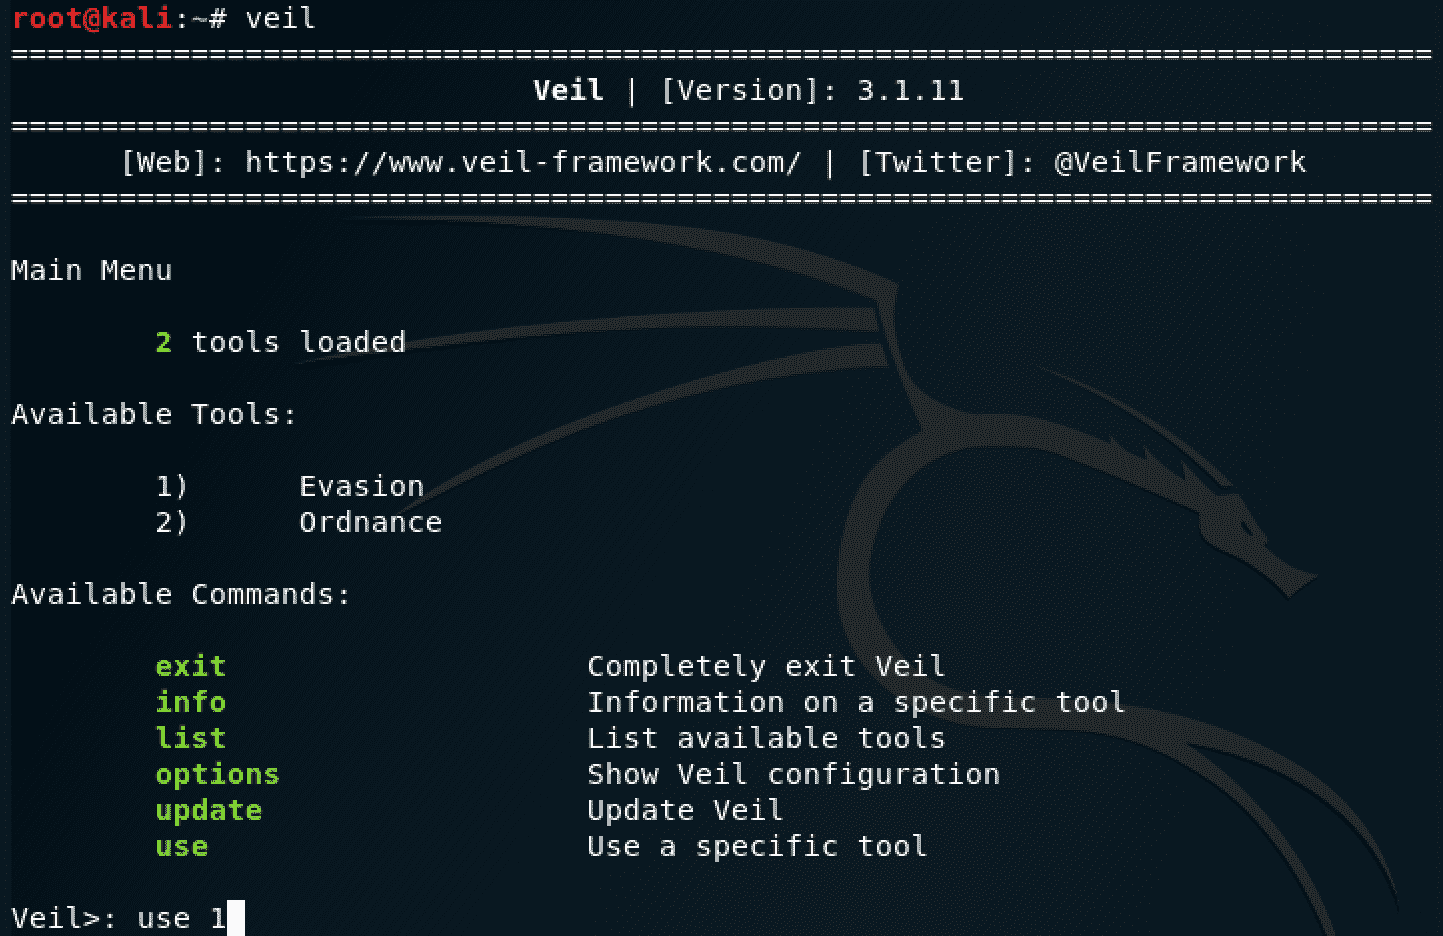 root@kali:~# veil
===============================================================================
Veil | [Version]: 3.1.11
===============================================================================
[Web]: https://www.veil-framework.com/ | [Twitter]: @VeilFramework
===============================================================================
Main Menu
2 tools loaded
Available Tools:
1) Evasion
2) Ordnance
Available Commands:
exit Completely exit Veil
info Information on a specific tool
list List available tools
options Show Veil configuration
update Update Veil
use Use a specific tool
Veil>: use 1